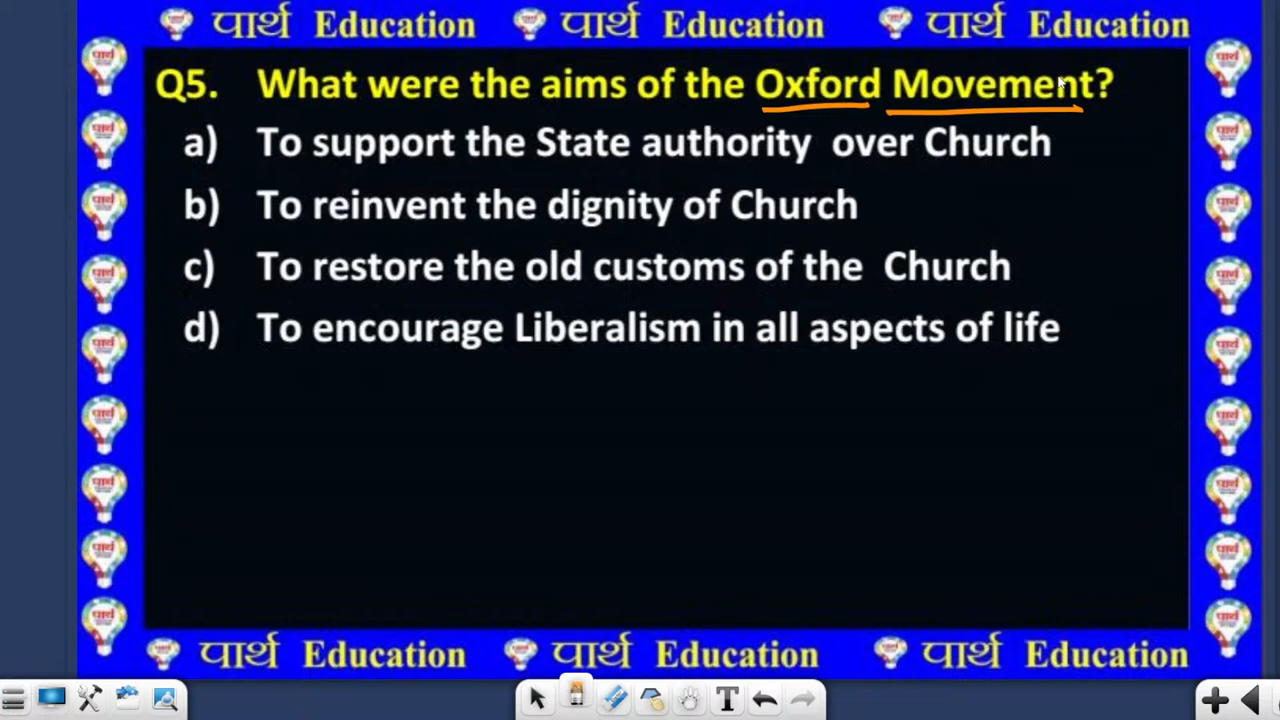 पार्थ Education पार्थ Education पार्थ Education
Q5. What were the aims of the Oxford Movement?
a) To support the State authority over Church
b) To reinvent the dignity of Church
c) To restore the old customs of the Church
d) To encourage Liberalism in all aspects of life
पार्थ Education पार्थ Education पार्थ Education